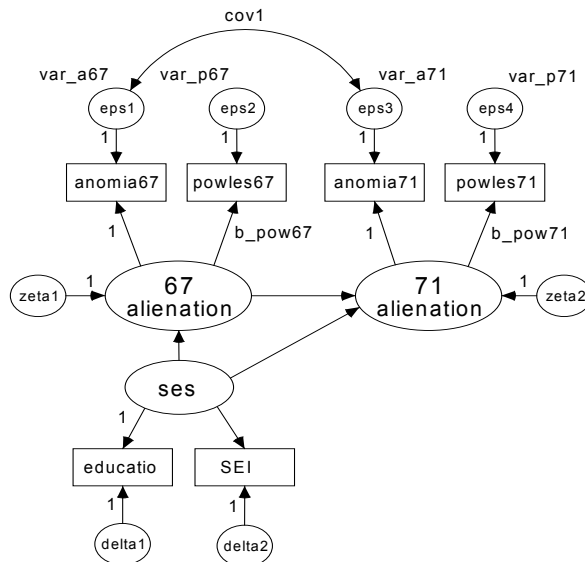 cov1
var_a67 var_p67 var_a71 var_p71
eps1 eps2 eps3 eps4
1 1 1 1
anomia67 powles67 anomia71 powles71
1 b_pow67 1 b_pow71
67 71
zeta1 1 alienation alienation 1 zeta2
ses
1
educatio SEI
1 1
delta1 delta2